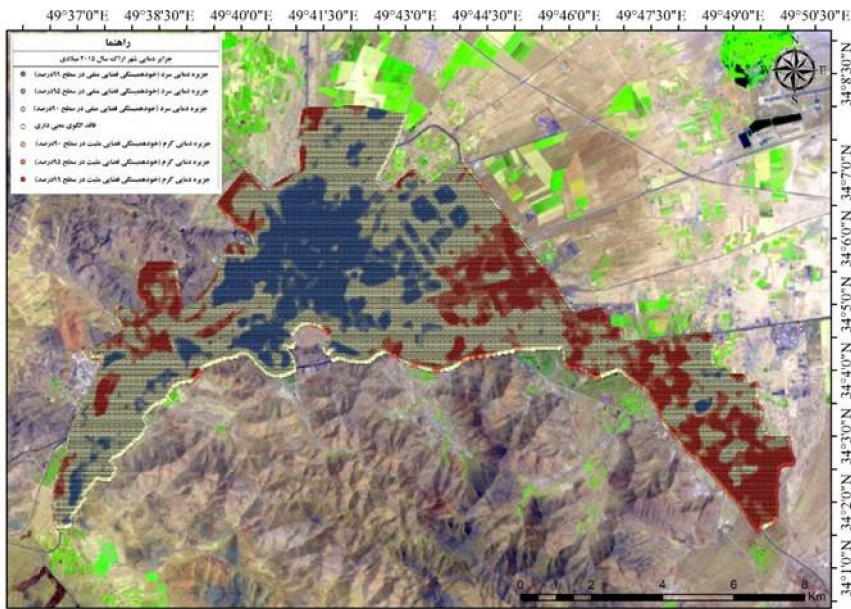 49°37'0"E 49°38'30"E 49°40'0"E 49°41'30"E 49°43'0"E 49°44'30"E 49°46'0"E 49°47'30"E 49°49'0"E 49°50'30"E
راهنما
جزایر دمایی شهر اراک سال ۲۰۱۵ میلادی
جزیره دمایی سرد (خودهمبستگی فضایی منفی در سطح ۹۹درصد)
جزیره دمایی سرد (خودهمبستگی فضایی منفی در سطح ۹۵درصد)
جزیره دمایی سرد (خودهمبستگی فضایی منفی در سطح ۹۰درصد)
فاقد الگوی معنی داری
جزیره دمایی گرم (خودهمبستگی فضایی مثبت در سطح ۹۰درصد)
جزیره دمایی گرم (خودهمبستگی فضایی مثبت در سطح ۹۵درصد)
جزیره دمایی گرم (خودهمبستگی فضایی مثبت در سطح ۹۹درصد)
N
W E
S
34°8'30"N
34°7'0"N
34°6'0"N
34°5'0"N
34°4'0"N
34°3'0"N
34°2'0"N
34°1'0"N
34°0'0"N
0 1 2 4 6 8
Km